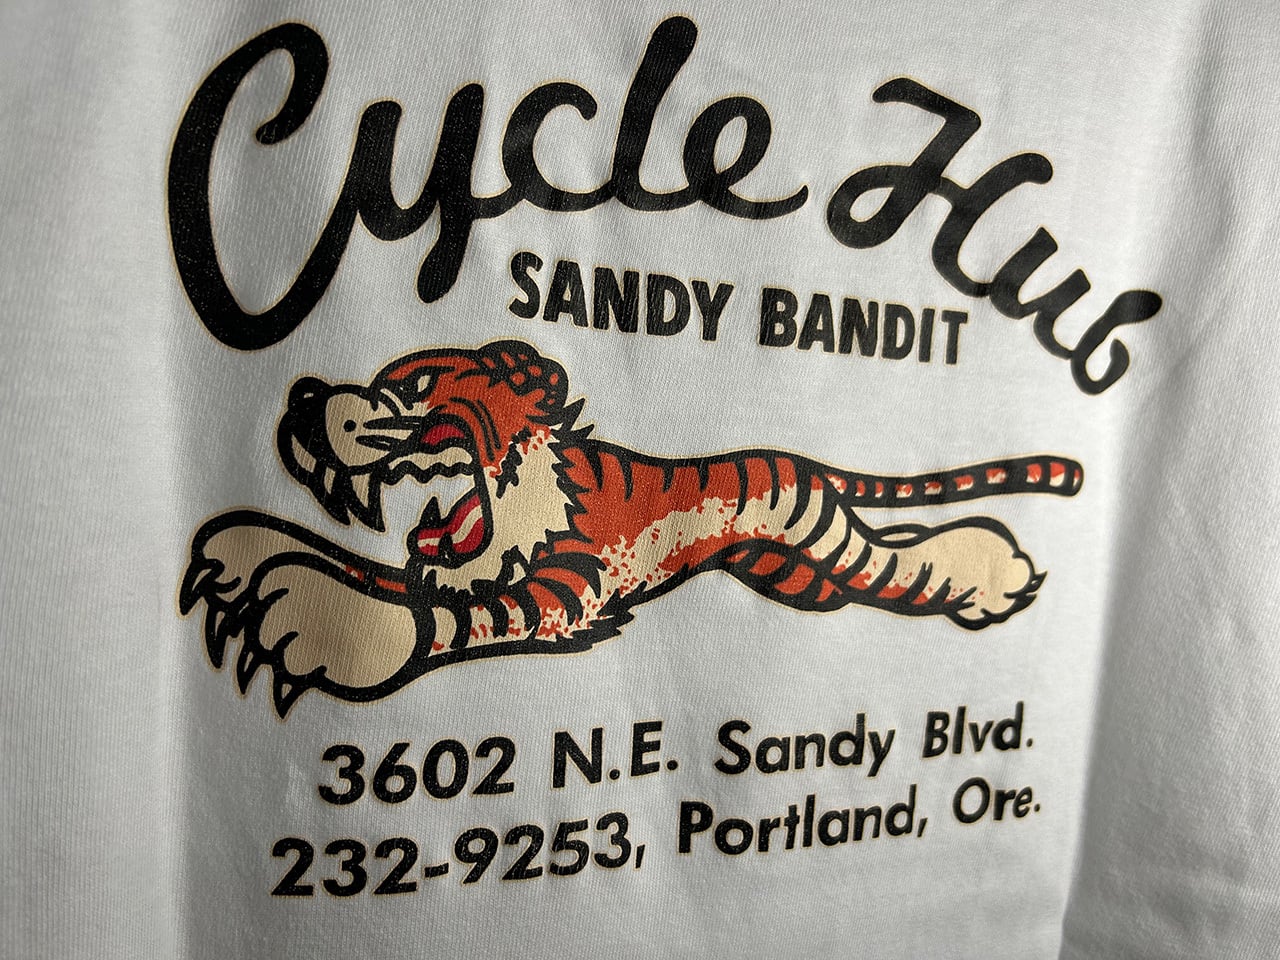 Cycle Hub
SANDY BANDIT
3602 N.E. Sandy Blvd.
232-9253, Portland, Ore.